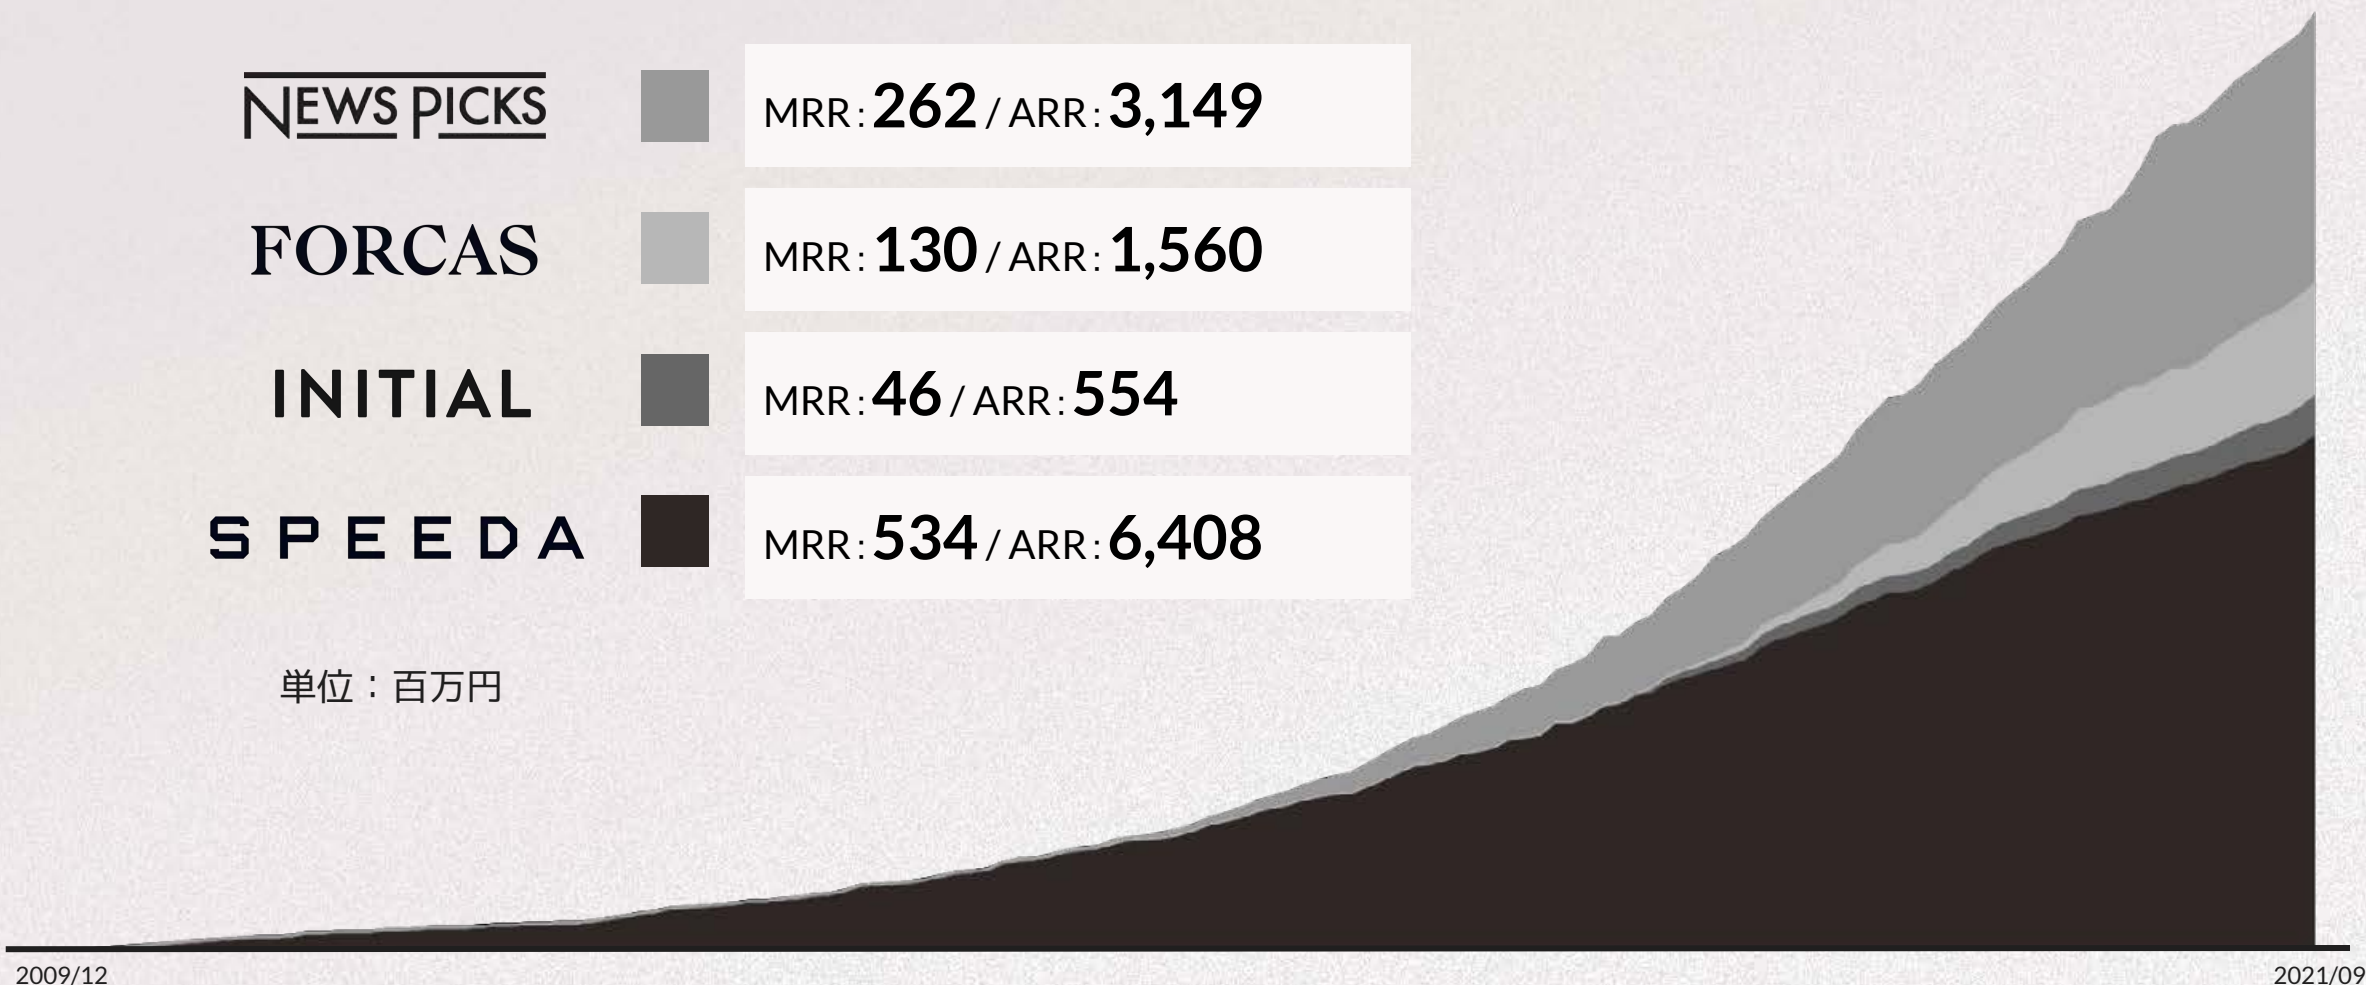 NEWS PICKS
MRR:262/ARR:3,149
FORCAS
MRR:130/ARR:1,560
INITIAL
MRR:46/ARR:554
SPEEDA
MRR:534/ARR:6,408
単位：百万円
2009/12
2021/09